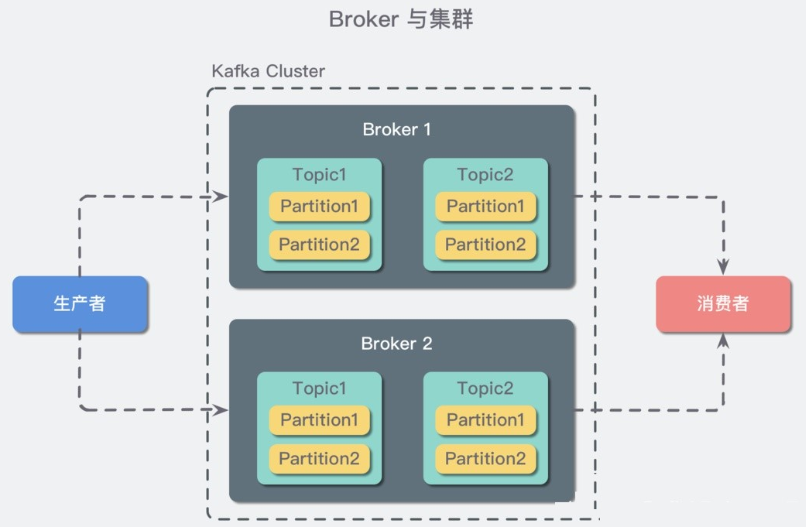 Broker 与集群
Kafka Cluster
Broker 1
Topic1
Partition1
Partition2
Topic2
Partition1
Partition2
生产者
消费者
Broker 2
Topic1
Partition1
Partition2
Topic2
Partition1
Partition2